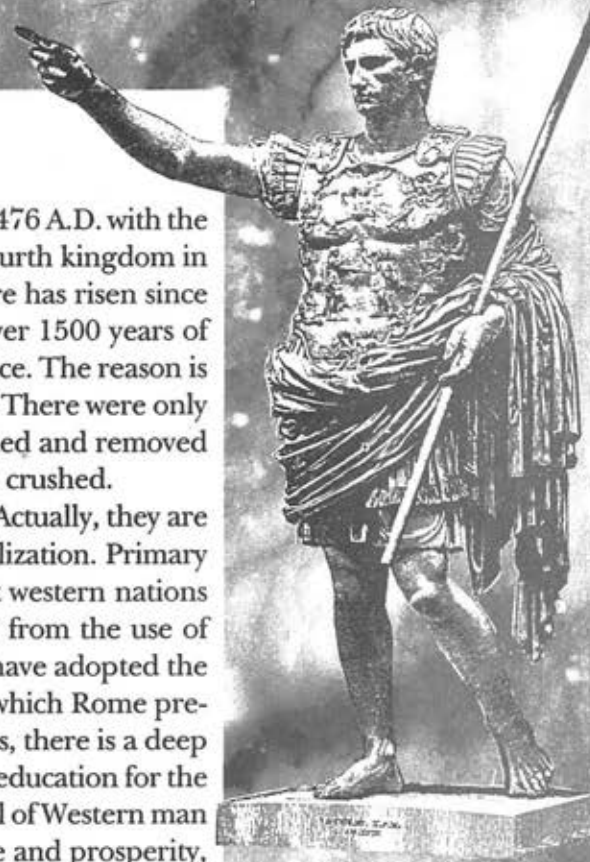 476 A.D. with the
urth kingdom in
re has risen since
ver 1500 years of
ce. The reason is
There were only
ed and removed
crushed.
Actually, they are
lization. Primary
t western nations
from the use of
have adopted the
which Rome pre-
s, there is a deep
education for the
l of Western man
e and prosperity,